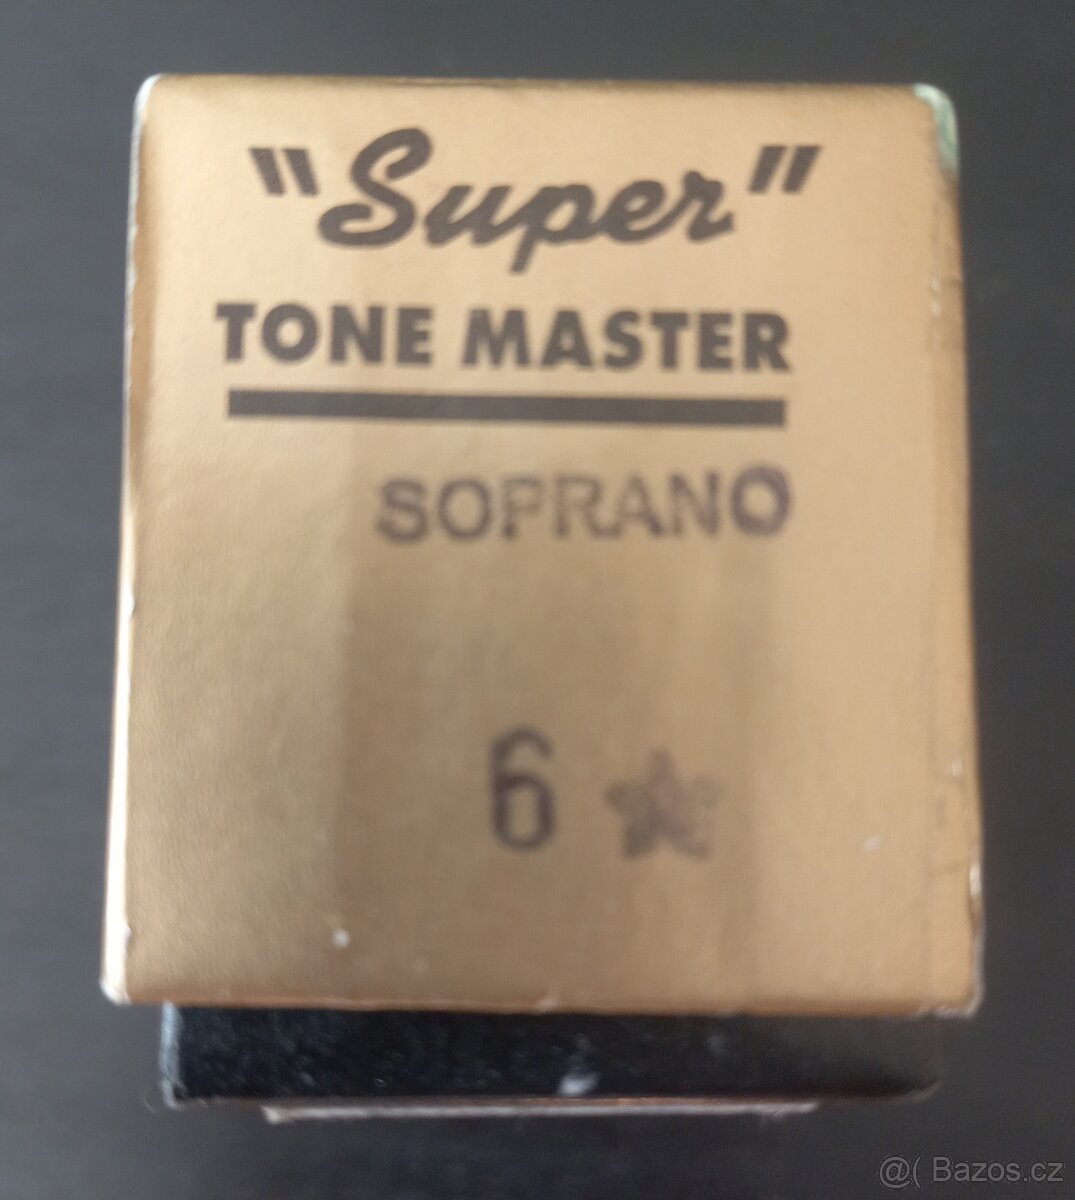 "Super"
TONE MASTER
SOPRANO
6 ★
@( Bazos.cz